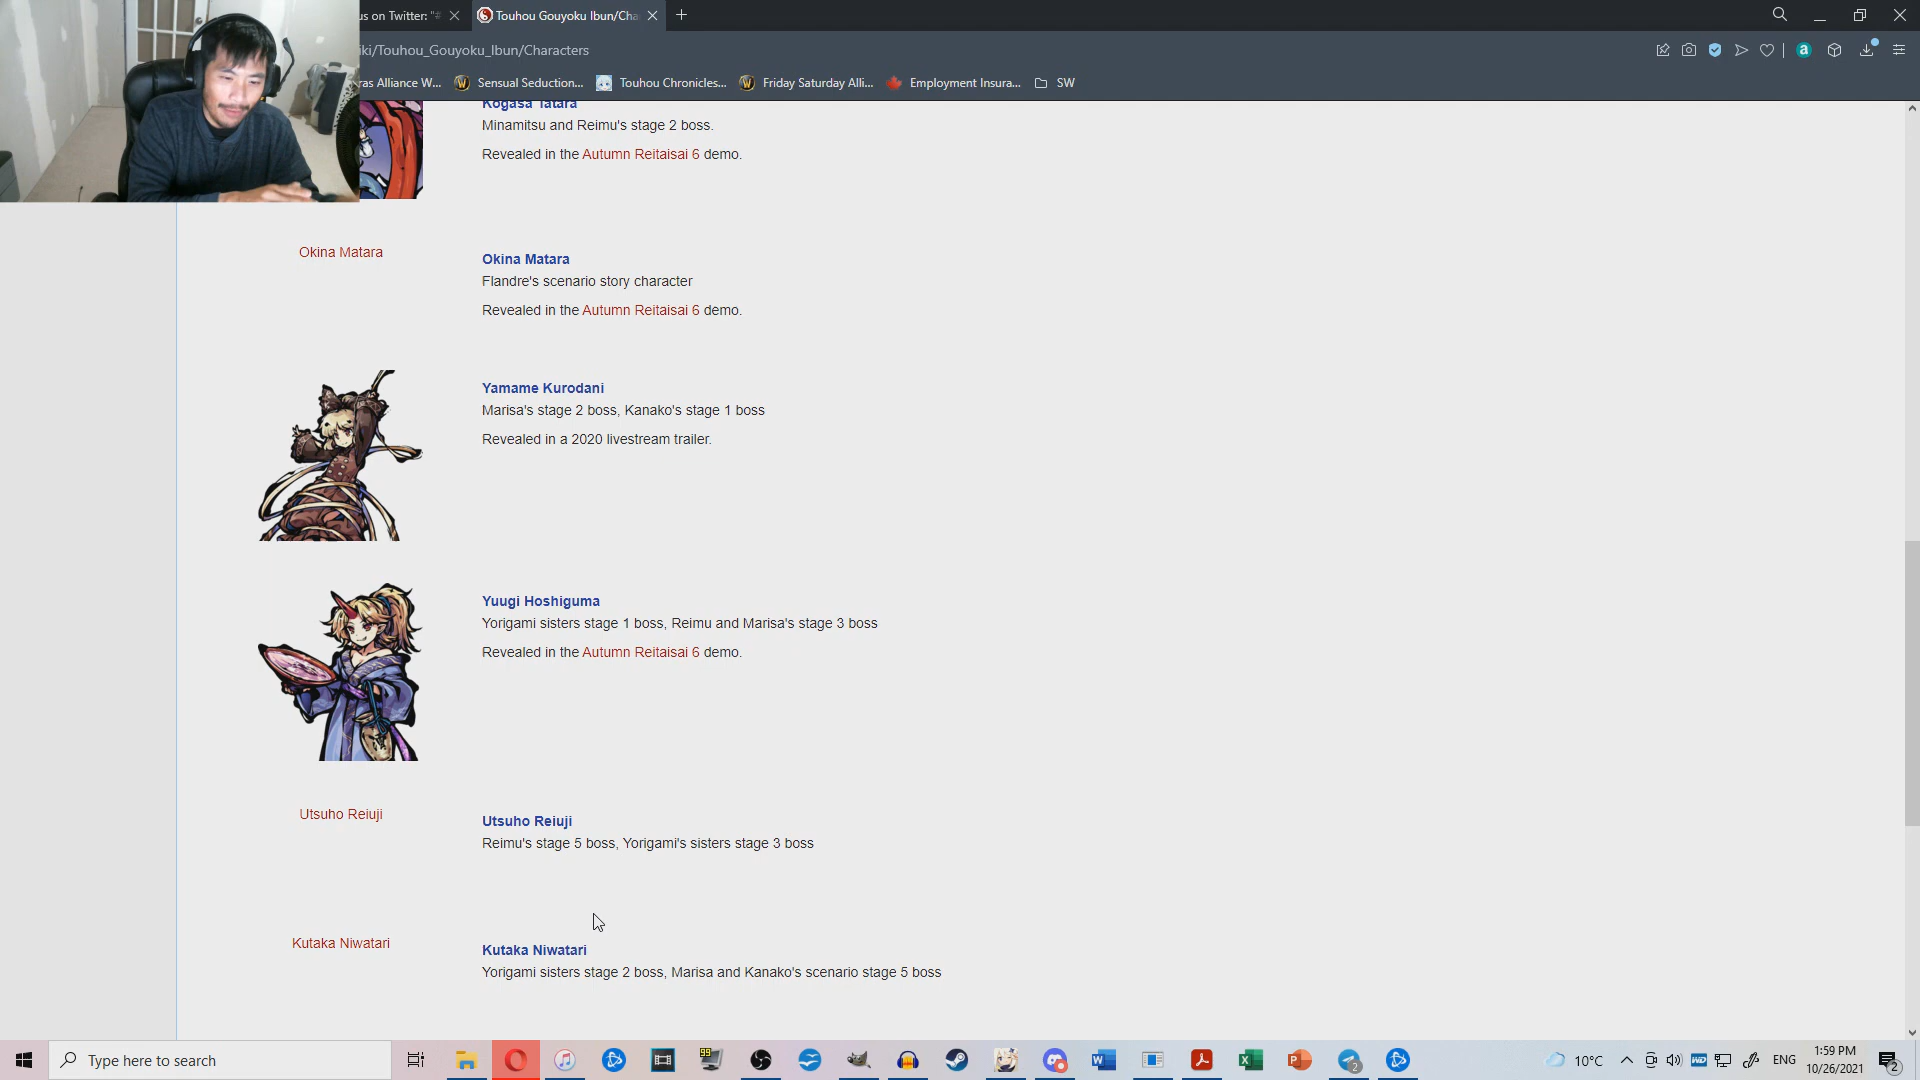 us on Twitter: "
Touhou Gouyoku Ibun/Cha
iki/Touhou_Gouyoku_Ibun/Characters
ras Alliance W...
Sensual Seduction...
Touhou Chronicles...
Friday Saturday Alli...
Employment Insura...
SW
Kogasa Tatara
Minamitsu and Reimu's stage 2 boss.
Revealed in the Autumn Reitaisai 6 demo.
Okina Matara
Okina Matara
Flandre's scenario story character
Revealed in the Autumn Reitaisai 6 demo.
Yamame Kurodani
Marisa's stage 2 boss, Kanako's stage 1 boss
Revealed in a 2020 livestream trailer.
Yuugi Hoshiguma
Yorigami sisters stage 1 boss, Reimu and Marisa's stage 3 boss
Revealed in the Autumn Reitaisai 6 demo.
Utsuho Reiuji
Utsuho Reiuji
Reimu's stage 5 boss, Yorigami's sisters stage 3 boss
Kutaka Niwatari
Kutaka Niwatari
Yorigami sisters stage 2 boss, Marisa and Kanako's scenario stage 5 boss
Type here to search
99
2
10°C
ENG
1:59 PM
10/26/2021
2